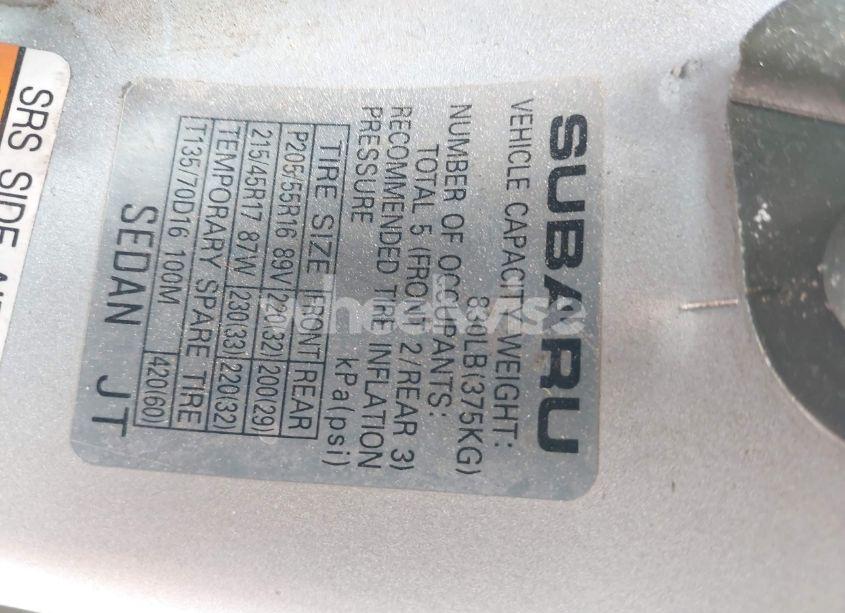 SUBARU
VEHICLE CAPACITY WEIGHT:
LB(375KG)
NUMBER OF OCCUPANTS:
TOTAL 5 (FRONT 2/REAR 3)
RECOMMENDED TIRE INFLATION
PRESSURE kPa(psi)
TIRE SIZE FRONT REAR
P205/55R16 89V 220(32) 200(29)
215/45R17 87W 230(33) 220(32)
TEMPORARY SPARE TIRE
T135/70D16 100M 420(60)
SEDAN JT
SRS SIDE
wheelwise